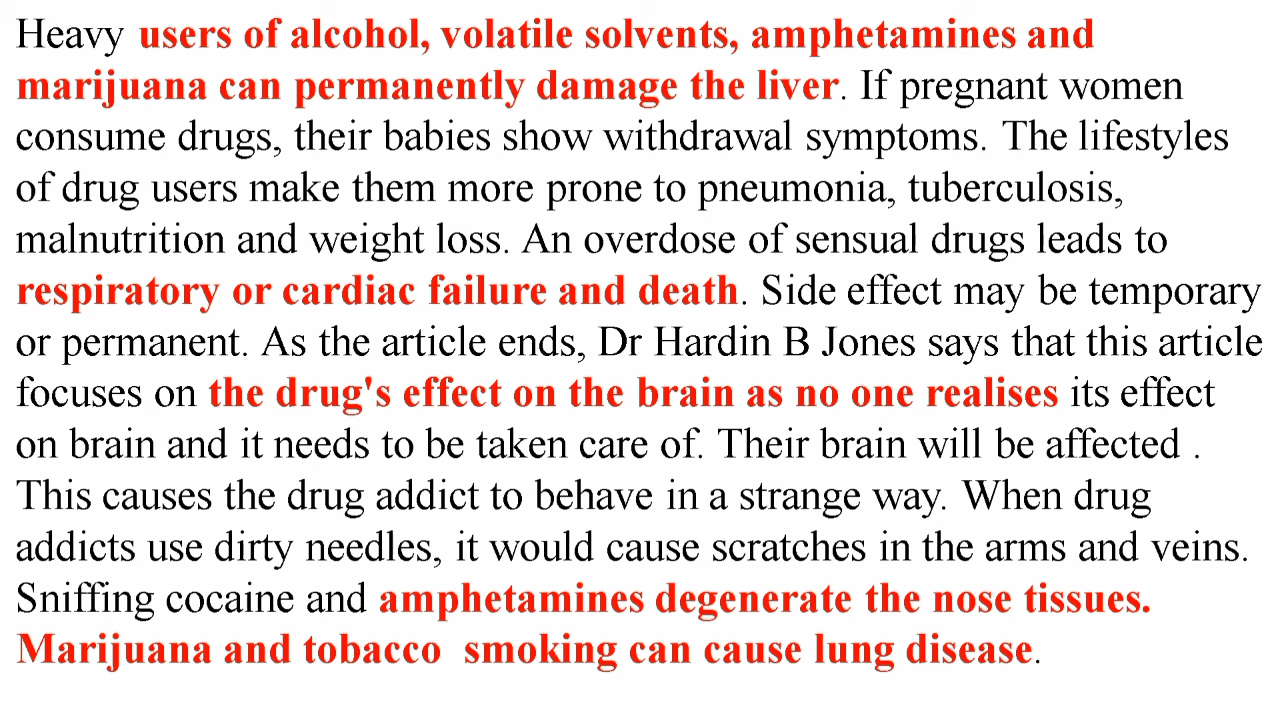 Heavy users of alcohol, volatile solvents, amphetamines and
marijuana can permanently damage the liver. If pregnant women
consume drugs, their babies show withdrawal symptoms. The lifestyles
of drug users make them more prone to pneumonia, tuberculosis,
malnutrition and weight loss. An overdose of sensual drugs leads to
respiratory or cardiac failure and death. Side effect may be temporary
or permanent. As the article ends, Dr Hardin B Jones says that this article
focuses on the drug's effect on the brain as no one realises its effect
on brain and it needs to be taken care of. Their brain will be affected .
This causes the drug addict to behave in a strange way. When drug
addicts use dirty needles, it would cause scratches in the arms and veins.
Sniffing cocaine and amphetamines degenerate the nose tissues.
Marijuana and tobacco  smoking can cause lung disease.